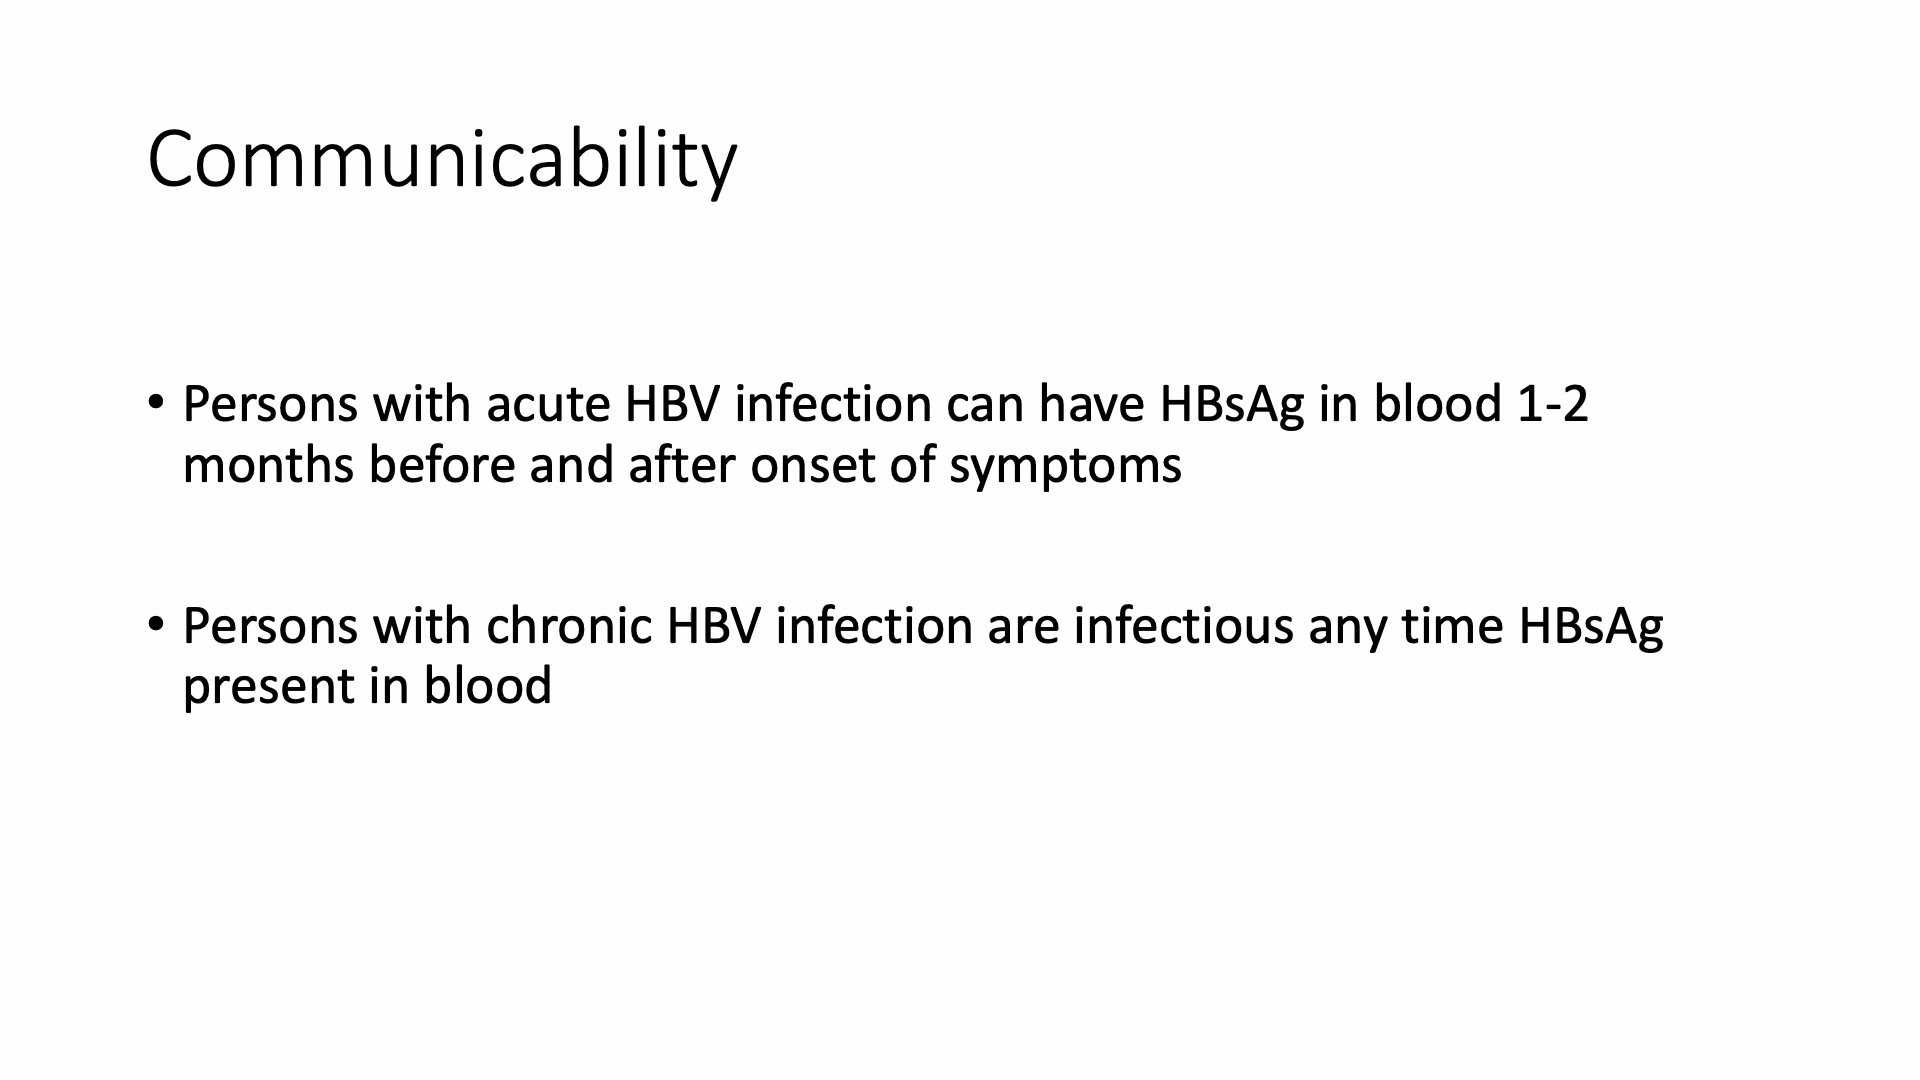 Communicability
• Persons with acute HBV infection can have HBsAg in blood 1-2
months before and after onset of symptoms
• Persons with chronic HBV infection are infectious any time HBsAg
present in blood